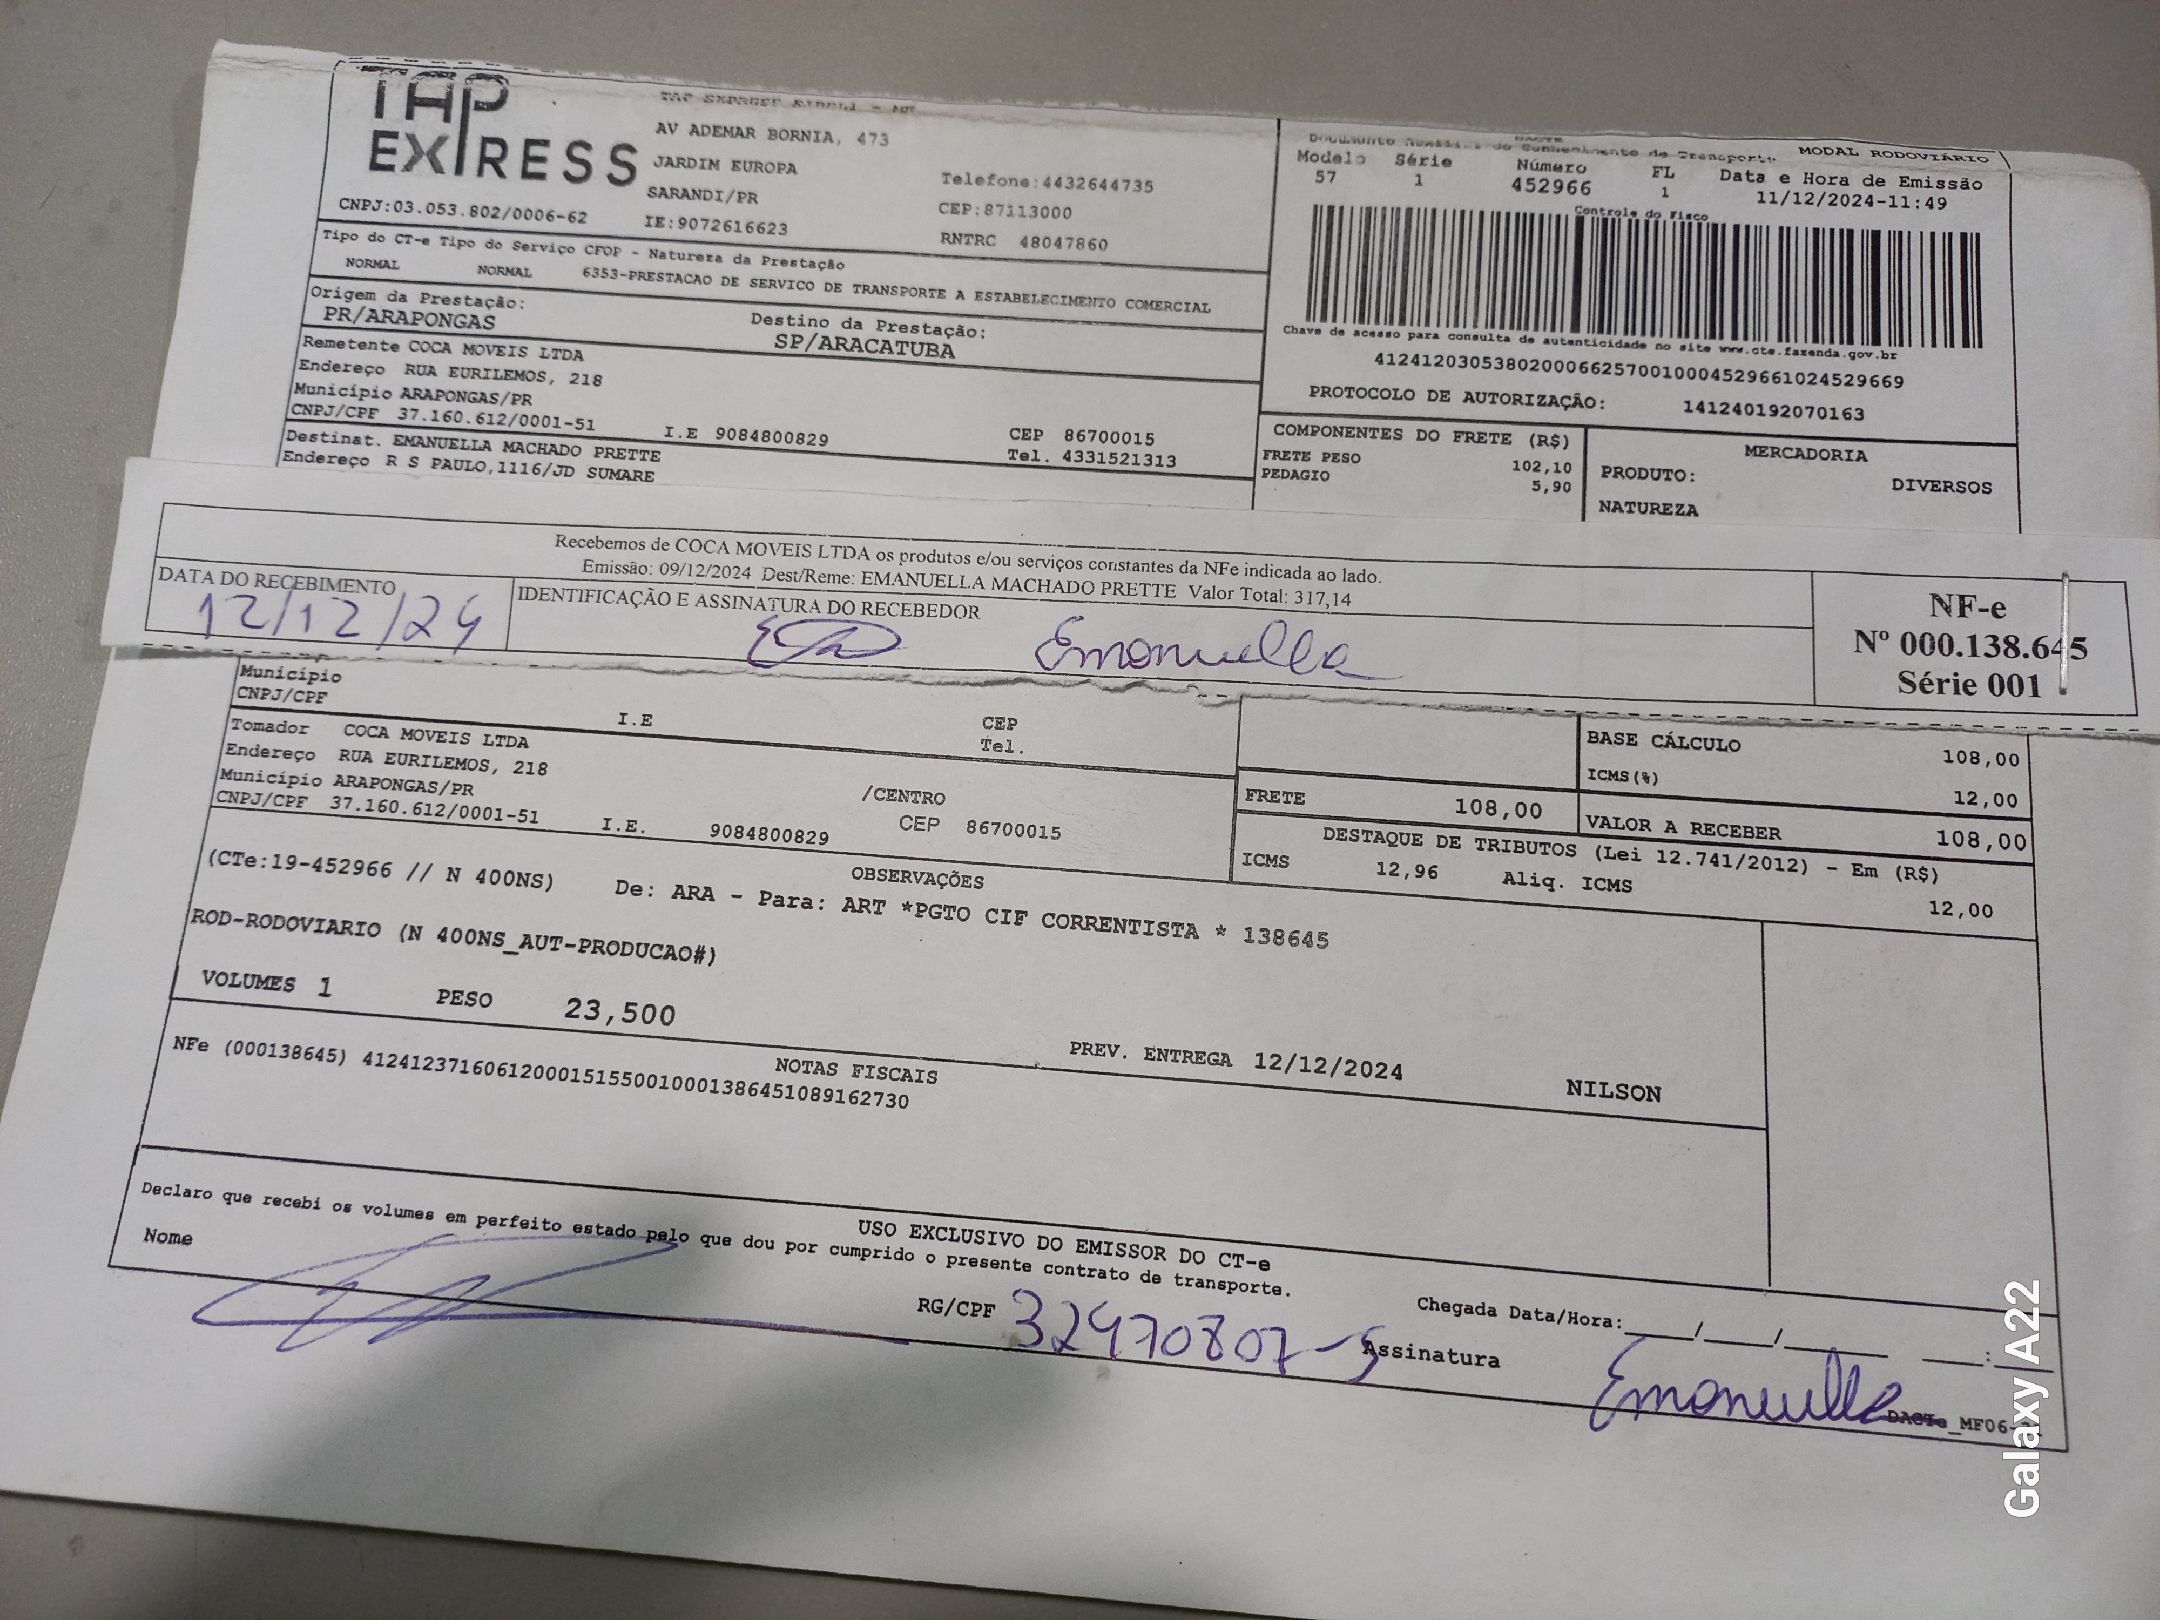 TAP EXPRESS
AV ADEMAR BORNIA, 473
JARDIM EUROPA
SARANDI/PR
Telefone:4432644735
CEP:87113000
CNPJ:03.053.802/0006-62
IE:9072616623
RNTRC 48047860
Tipo do CT-e Tipo do Serviço CFOP - Natureza da Prestação
NORMAL NORMAL 6353-PRESTACAO DE SERVICO DE TRANSPORTE A ESTABELECIMENTO COMERCIAL
Origem da Prestação:
PR/ARAPONGAS
Destino da Prestação:
SP/ARACATUBA
Remetente COCA MOVEIS LTDA
Endereço RUA EURILEMOS, 218
Município ARAPONGAS/PR
CNPJ/CPF 37.160.612/0001-51 I.E 9084800829 CEP 86700015
Tel. 4331521313
Destinat. EMANUELLA MACHADO PRETTE
Endereço R S PAULO,1116/JD SUMARE
MODAL RODOVIÁRIO
Modelo Série Número FL Data e Hora de Emissão
57 1 452966 1 11/12/2024-11:49
Controle do Fisco
Chave de acesso para consulta de autenticidade no site www.cte.fazenda.gov.br
41241203053802000662570010004529661024529669
PROTOCOLO DE AUTORIZAÇÃO: 141240192070163
COMPONENTES DO FRETE (R$)
FRETE PESO 102,10
PEDAGIO 5,90
MERCADORIA
PRODUTO: DIVERSOS
NATUREZA
Recebemos de COCA MOVEIS LTDA os produtos e/ou serviços constantes da NFe indicada ao lado.
Emissão: 09/12/2024 Dest/Reme: EMANUELLA MACHADO PRETTE Valor Total: 317,14
DATA DO RECEBIMENTO
12/12/24
IDENTIFICAÇÃO E ASSINATURA DO RECEBEDOR
Emanuella
NF-e
Nº 000.138.645
Série 001
Município
CNPJ/CPF I.E CEP
Tel.
Tomador COCA MOVEIS LTDA
Endereço RUA EURILEMOS, 218
Município ARAPONGAS/PR /CENTRO
CNPJ/CPF 37.160.612/0001-51 I.E. 9084800829 CEP 86700015
BASE CÁLCULO 108,00
ICMS(%) 12,00
FRETE 108,00 VALOR A RECEBER 108,00
DESTAQUE DE TRIBUTOS (Lei 12.741/2012) - Em (R$)
ICMS 12,96 Aliq. ICMS 12,00
OBSERVAÇÕES
(CTe:19-452966 // N 400NS) De: ARA - Para: ART *PGTO CIF CORRENTISTA * 138645
ROD-RODOVIARIO (N 400NS_AUT-PRODUCAO#)
VOLUMES 1 PESO 23,500
PREV. ENTREGA 12/12/2024 NILSON
NOTAS FISCAIS
NFe (000138645) 41241237160612000151550010001386451089162730
USO EXCLUSIVO DO EMISSOR DO CT-e
Declaro que recebi os volumes em perfeito estado pelo que dou por cumprido o presente contrato de transporte.
Nome
RG/CPF 32470807-5
Chegada Data/Hora:____/____/______ ____:____
Assinatura
Emanuella
DACTe_MF06-
Galaxy A22